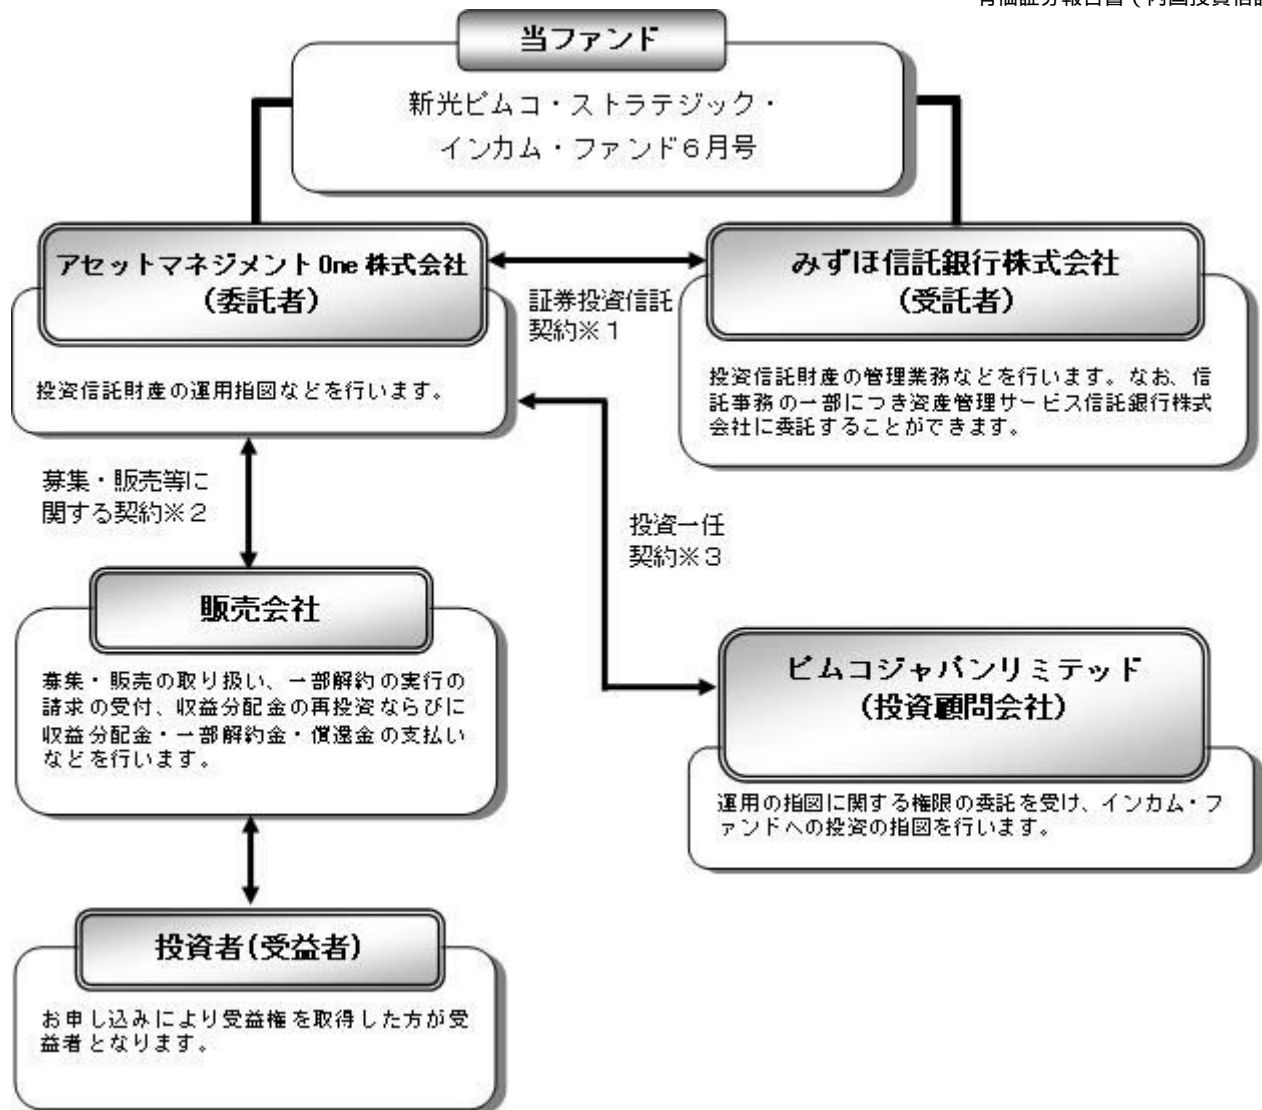 当ファンド
新光ピムコ・ストラテジック・
インカム・ファンド6月号
アセットマネジメントOne 株式会社
(委託者)
みずほ信託銀行株式会社
(受託者)
証券投資信託
契約※1
投資信託財産の運用指図などを行います。
投資信託財産の管理業務などを行います。なお、信
託事務の一部につき資産管理サービス信託銀行株式
会社に委託することができます。
募集・販売等に
関する契約※2
投資一任
契約※3
販売会社
募集・販売の取り扱い、一部解約の実行の
請求の受付、収益分配金の再投資ならびに
収益分配金・一部解約金・償還金の支払い
などを行います。
ピムコジャパンリミテッド
(投資顧問会社)
運用の指図に関する権限の委託を受け、インカム・フ
ァンドへの投資の指図を行います。
投資者(受益者)
お申し込みにより受益権を取得した方が受
益者となります。